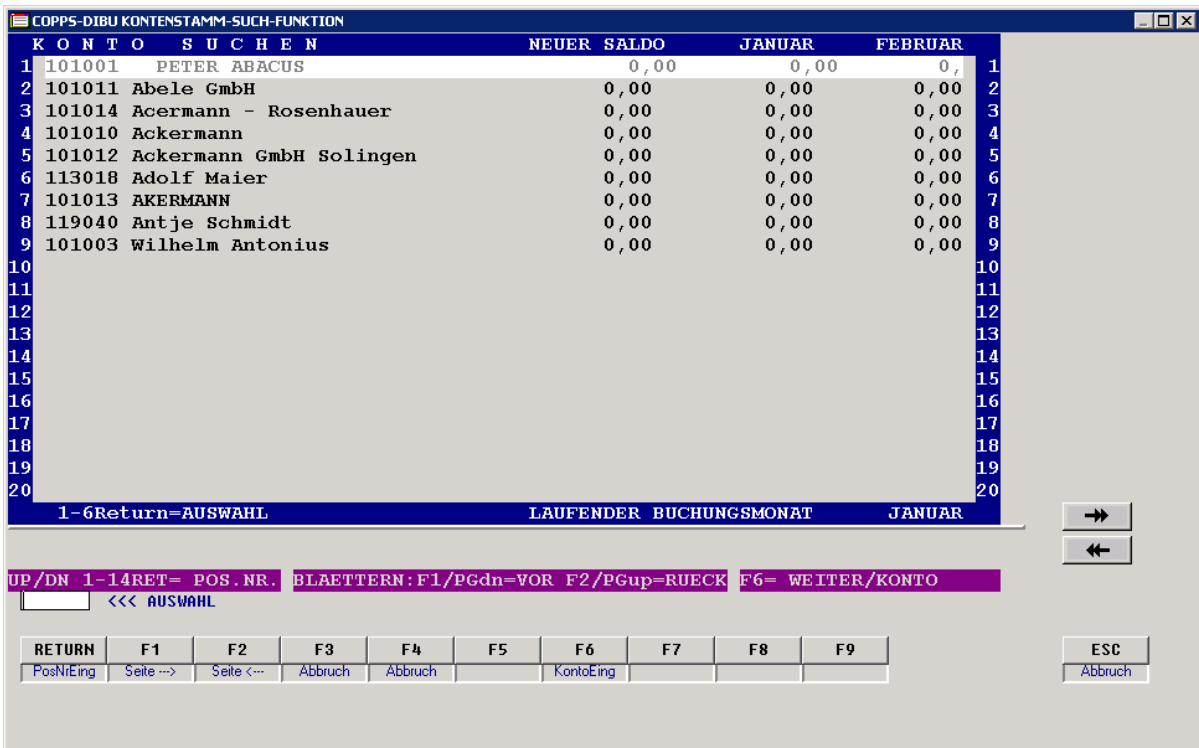 COPPS-DIBU KONTENSTAMM-SUCH-FUNKTION
K O N T O S U C H E N NEUER SALDO JANUAR FEBRUAR
1 101001 PETER ABACUS 0,00 0,00 0, 1
2 101011 Abele GmbH 0,00 0,00 0,00 2
3 101014 Acermann - Rosenhauer 0,00 0,00 0,00 3
4 101010 Ackermann 0,00 0,00 0,00 4
5 101012 Ackermann GmbH Solingen 0,00 0,00 0,00 5
6 113018 Adolf Maier 0,00 0,00 0,00 6
7 101013 AKERMANN 0,00 0,00 0,00 7
8 119040 Antje Schmidt 0,00 0,00 0,00 8
9 101003 Wilhelm Antonius 0,00 0,00 0,00 9
10 10
11 11
12 12
13 13
14 14
15 15
16 16
17 17
18 18
19 19
20 20
1-6Return=AUSWAHL LAUFENDER BUCHUNGSMONAT JANUAR
UP/DN 1-14RET= POS.NR. BLAETTERN:F1/PGdn=VOR F2/PGup=RUECK F6= WEITER/KONTO
<<< AUSWAHL
RETURN F1 F2 F3 F4 F5 F6 F7 F8 F9 ESC
PosNrEing Seite ---> Seite <--- Abbruch Abbruch KontoEing Abbruch